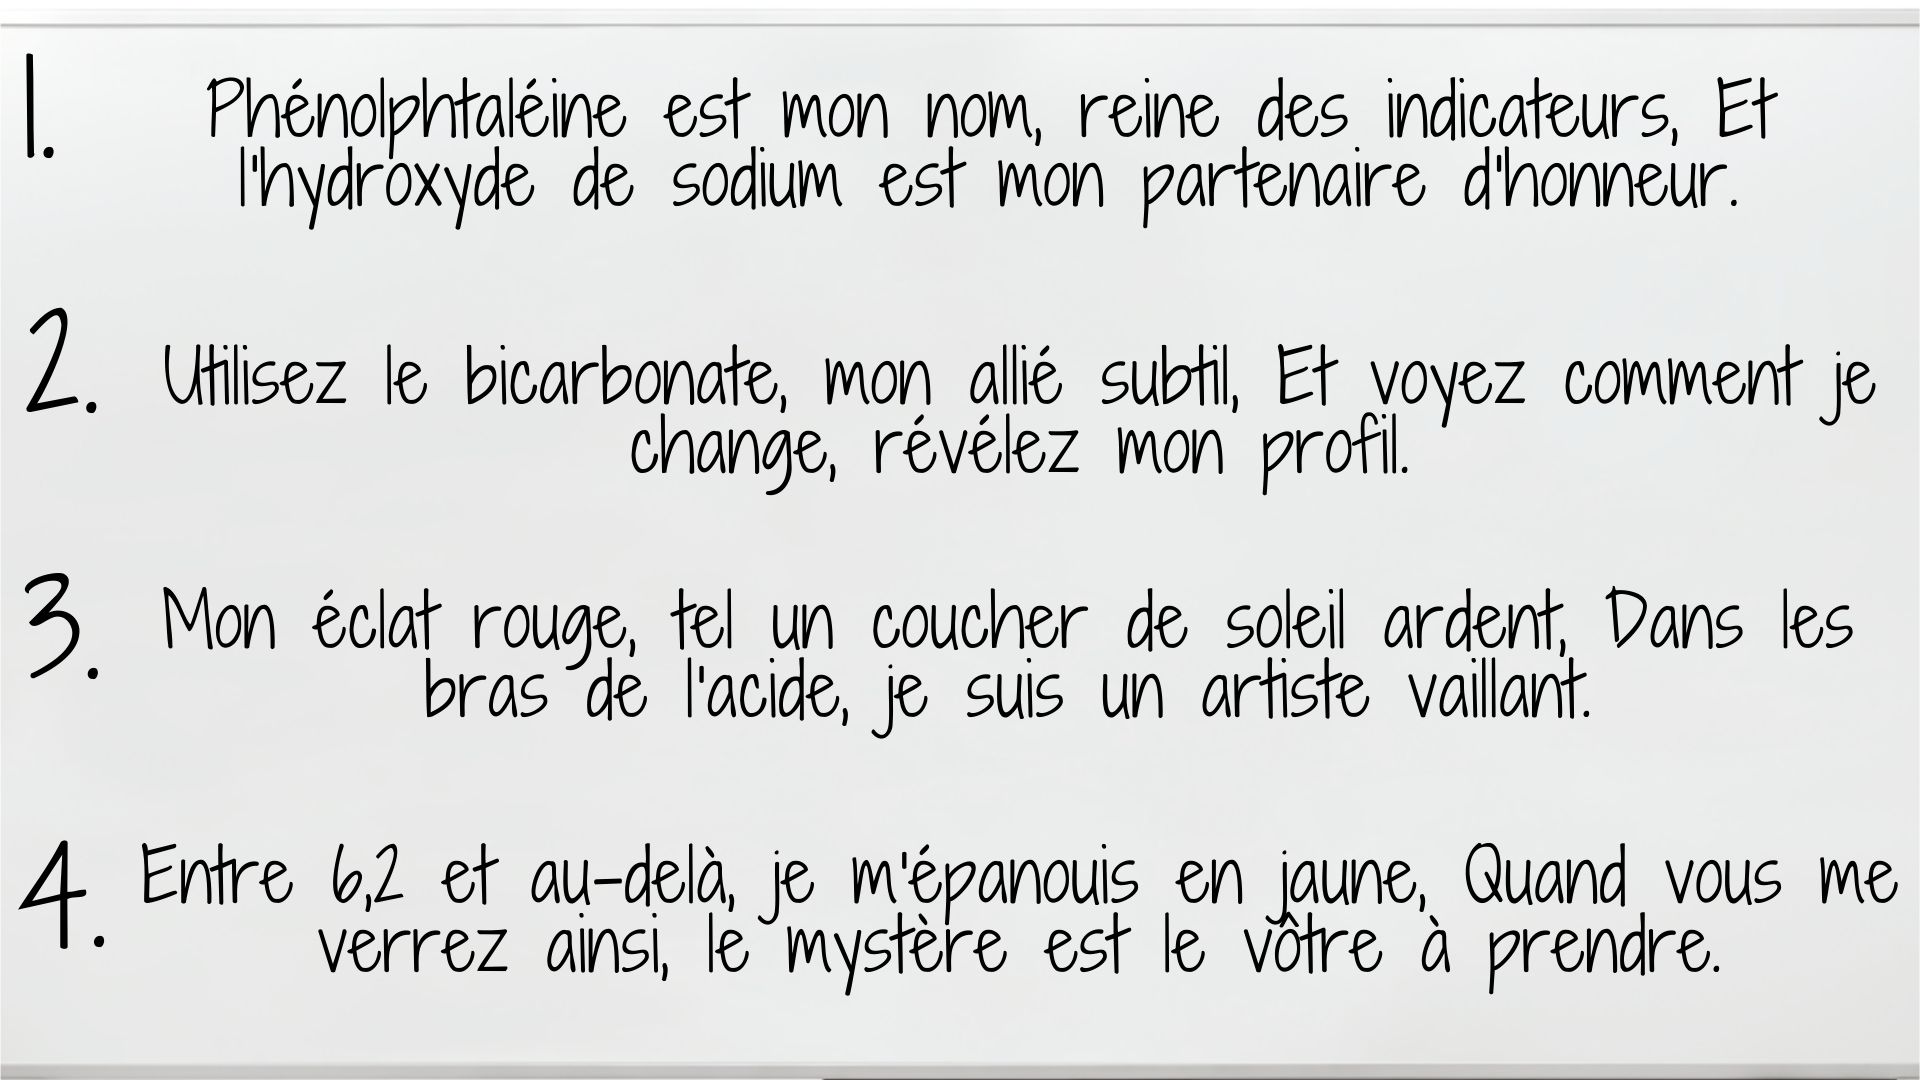 1.
Phénolphtaléine est mon nom, reine des indicateurs, Et
l'hydroxyde de sodium est mon partenaire d'honneur.
2.
Utilisez le bicarbonate, mon allié subtil, Et voyez comment je
change, révélez mon profil.
3.
Mon éclat rouge, tel un coucher de soleil ardent, Dans les
bras de l'acide, je suis un artiste vaillant.
4.
Entre 6,2 et au-delà, je m'épanouis en jaune, Quand vous me
verrez ainsi, le mystère est le vôtre à prendre.